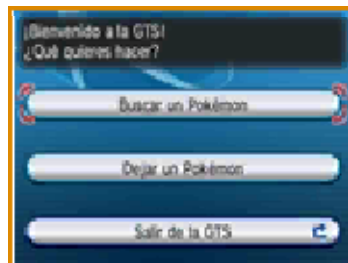 ¡Bienvenido a la GTS!
¿Qué quieres hacer?
Buscar un Pokémon
Dejar un Pokémon
Salir de la GTS